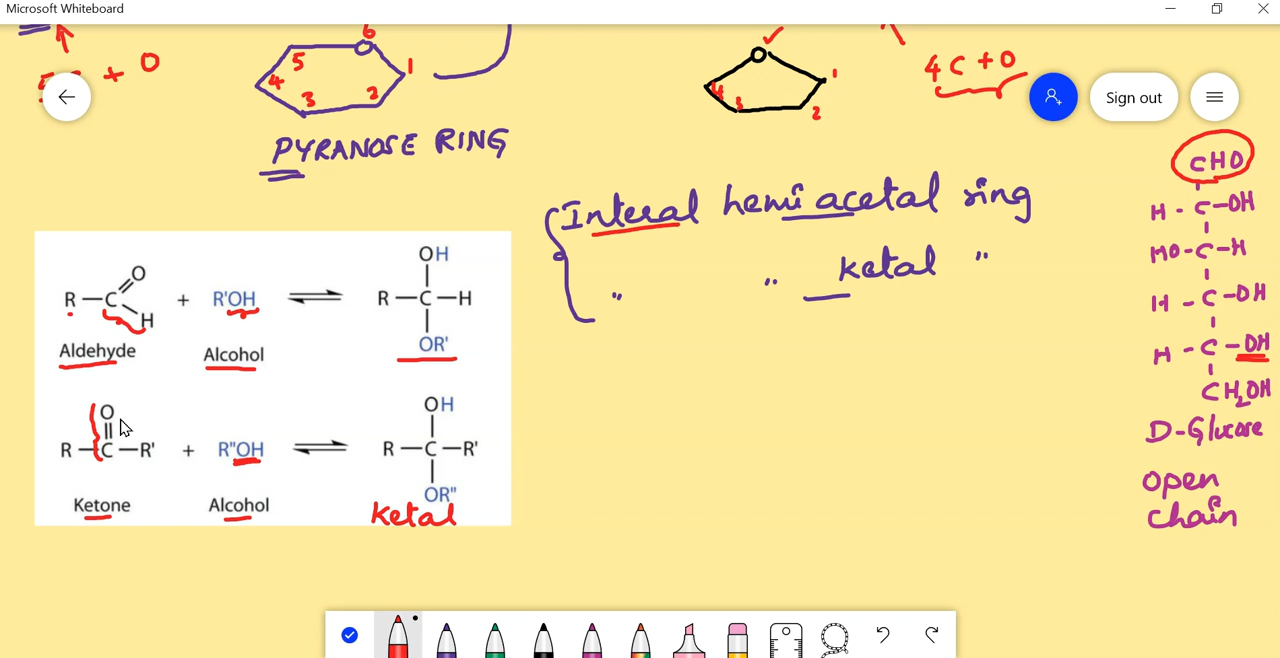 Microsoft Whiteboard
+ O
6
5
1
4
2
3
PYRANOSE RING
1
4
3
2
4C + O
Sign out
Interal hemi acetal ring
" " ketal "
O
R—C
H
+ R'OH
OH
R—C—H
OR'
Aldehyde
Alcohol
O
R—C—R'
+ R"OH
OH
R—C—R'
OR"
Ketone
Alcohol
Ketal
CHO
H - C - OH
HO - C - H
H - C - OH
H - C - OH
CH2OH
D-Glucose
open
chain